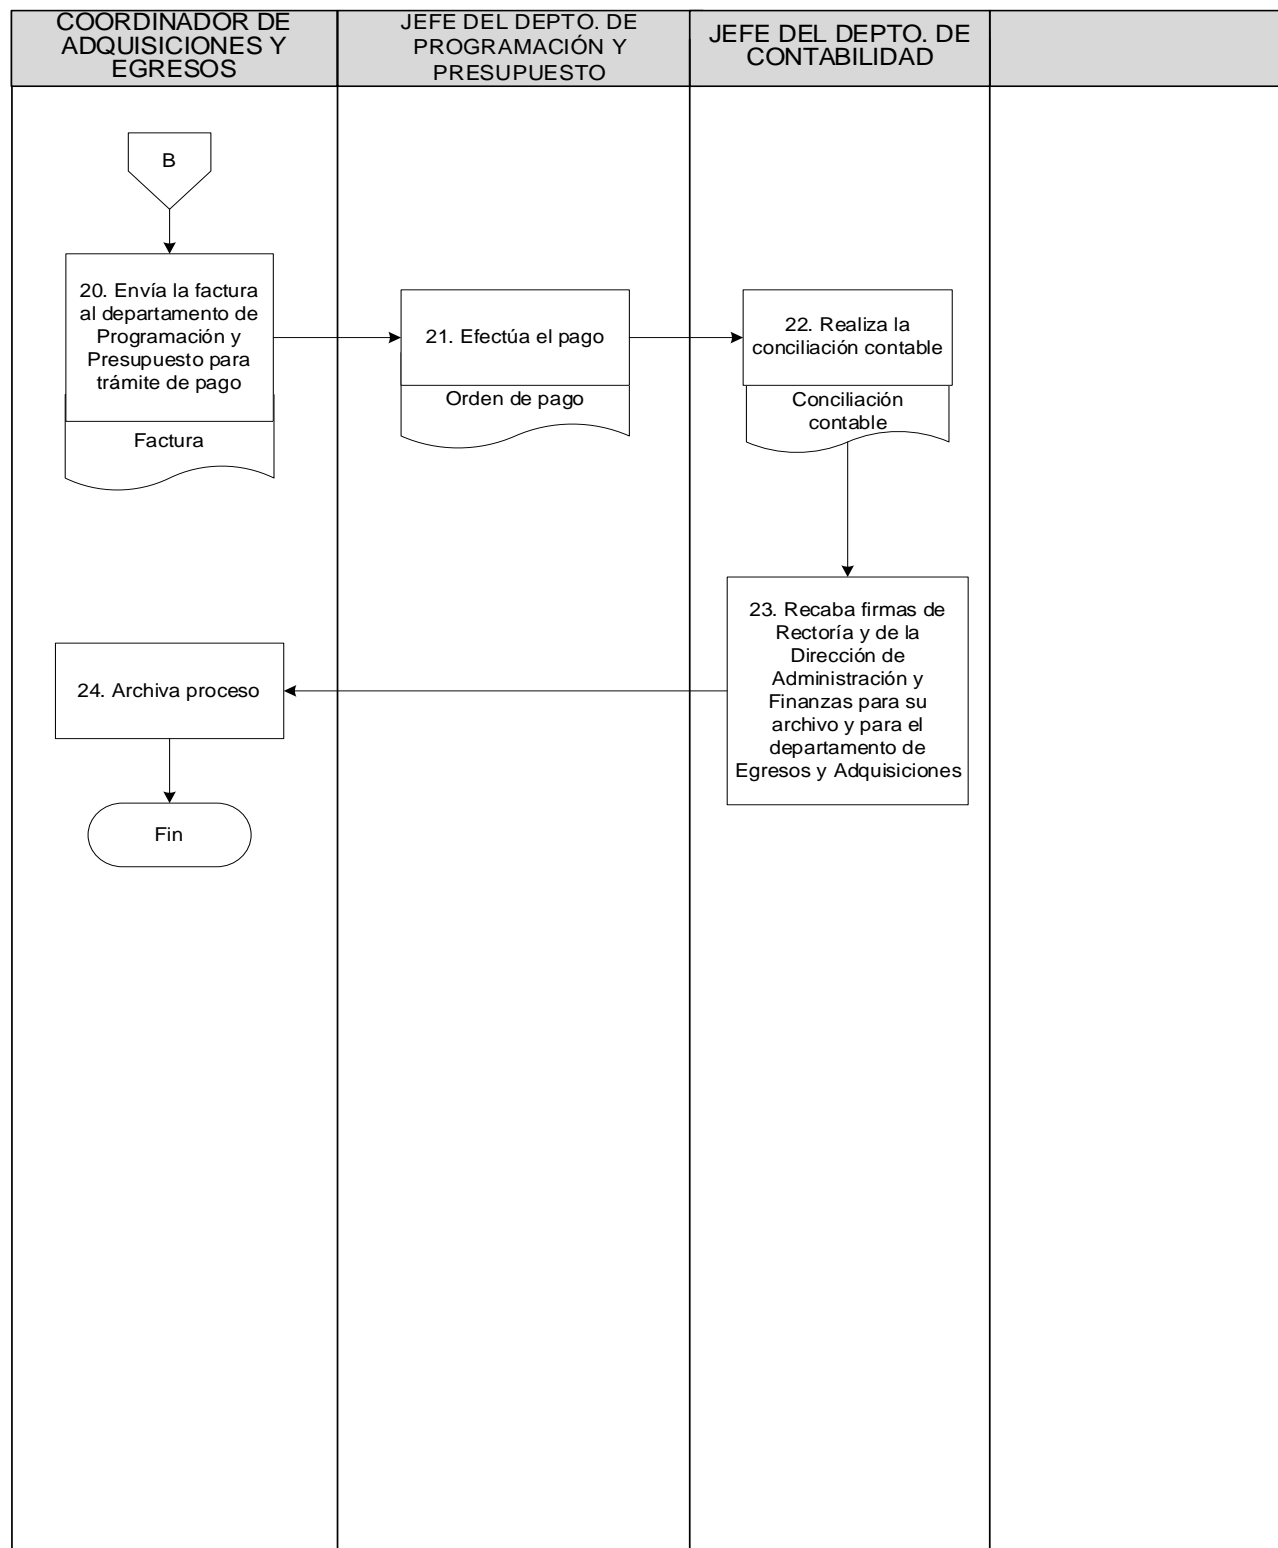 COORDINADOR DE
ADQUISICIONES Y
EGRESOS
JEFE DEL DEPTO. DE
PROGRAMACIÓN Y
PRESUPUESTO
JEFE DEL DEPTO. DE
CONTABILIDAD
B
20. Envía la factura
al departamento de
Programación y
Presupuesto para
trámite de pago
Factura
21. Efectúa el pago
Orden de pago
22. Realiza la
conciliación contable
Conciliación
contable
23. Recaba firmas de
Rectoría y de la
Dirección de
Administración y
Finanzas para su
archivo y para el
departamento de
Egresos y Adquisiciones
24. Archiva proceso
Fin